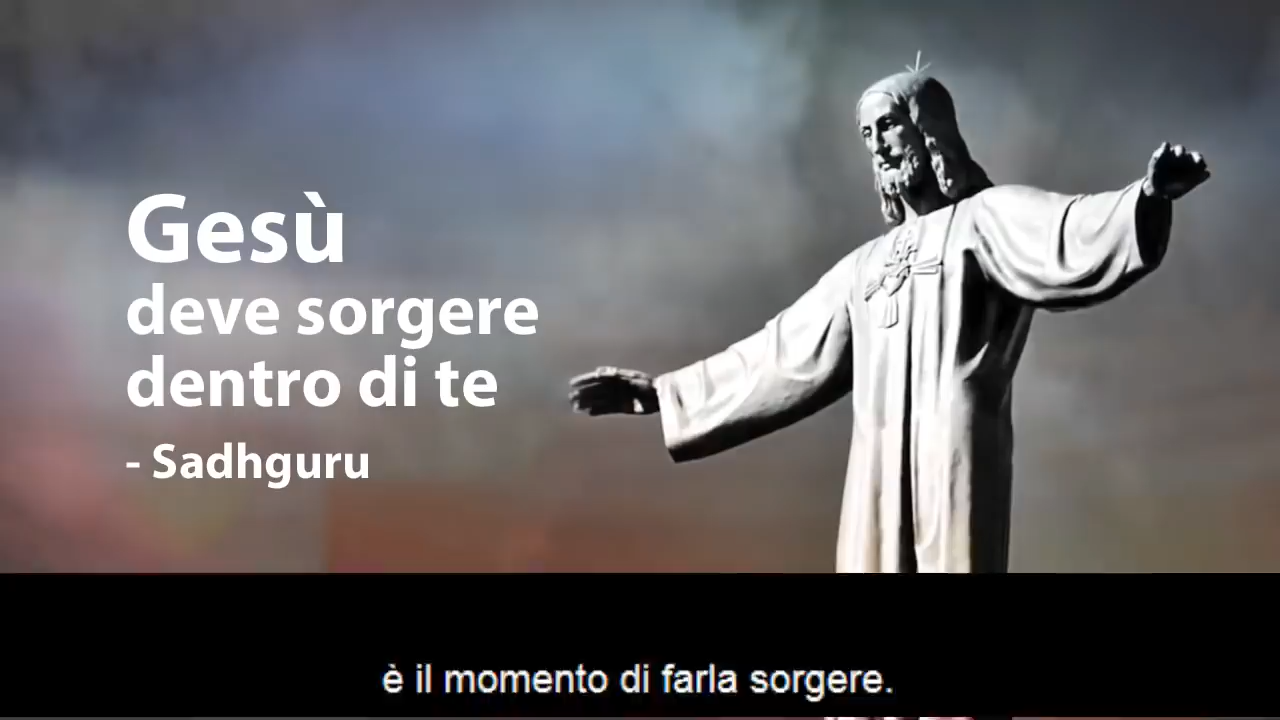 Gesù
deve sorgere
dentro di te
- Sadhguru
è il momento di farla sorgere.